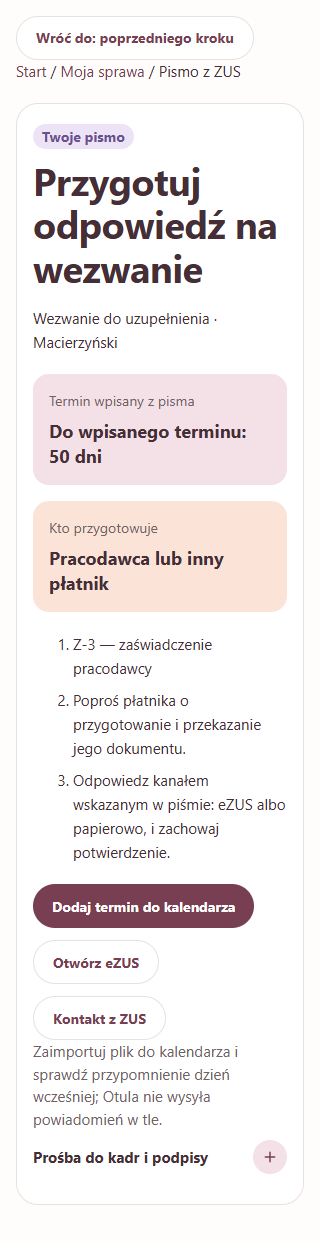 Wróć do: poprzedniego kroku
Start / Moja sprawa / Pismo z ZUS
Twoje pismo
Przygotuj
odpowiedź na
wezwanie
Wezwanie do uzupełnienia ·
Macierzyński
Termin wpisany z pisma
Do wpisanego terminu:
50 dni
Kto przygotowuje
Pracodawca lub inny
płatnik
1. Z-3 — zaświadczenie
pracodawcy
2. Poproś płatnika o
przygotowanie i przekazanie
jego dokumentu.
3. Odpowiedz kanałem
wskazanym w piśmie: eZUS albo
papierowo, i zachowaj
potwierdzenie.
Dodaj termin do kalendarza
Otwórz eZUS
Kontakt z ZUS
Zaimportuj plik do kalendarza i
sprawdź przypomnienie dzień
wcześniej; Otula nie wysyła
powiadomień w tle.
Prośba do kadr i podpisy +